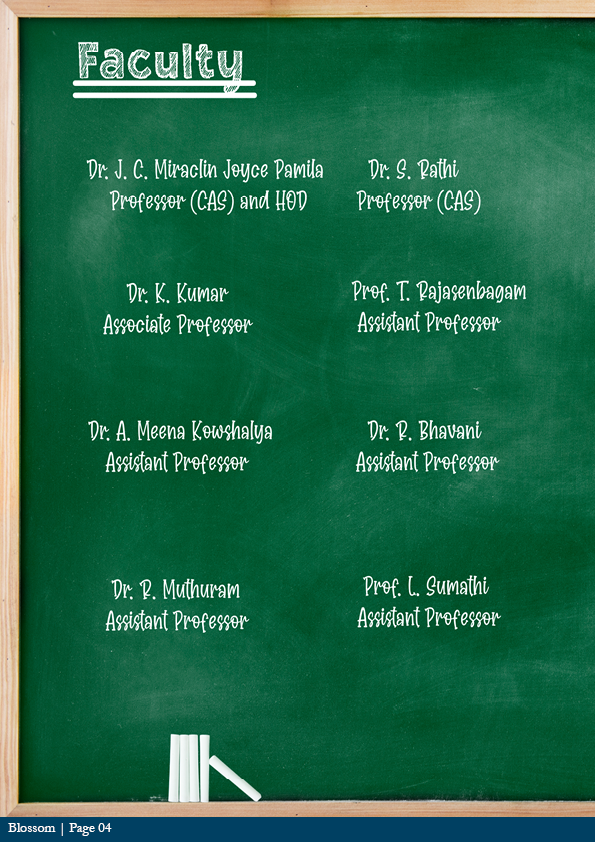 Faculty
Dr. J. C. Miraclin Joyce Pamila
Professor (CAS) and HOD
Dr. S. Rathi
Professor (CAS)
Dr. K. Kumar
Associate Professor
Prof. T. Rajasenbagam
Assistant Professor
Dr. A. Meena Kowshalya
Assistant Professor
Dr. R. Bhavani
Assistant Professor
Dr. R. Muthuram
Assistant Professor
Prof. L. Sumathi
Assistant Professor
Blossom | Page 04